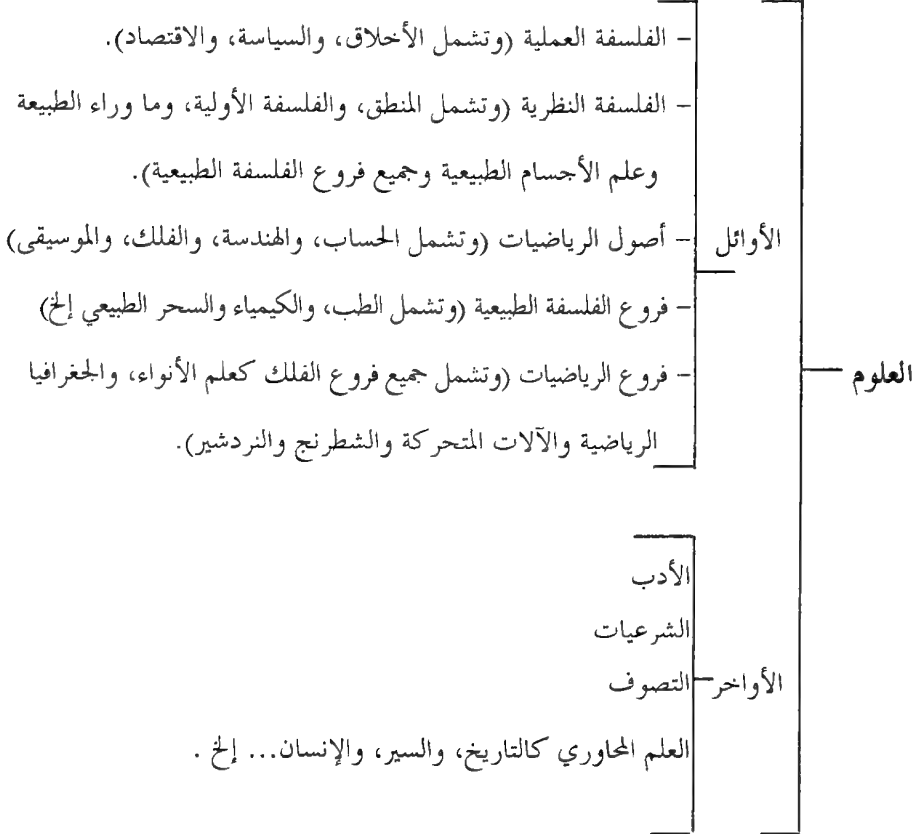 العلوم
الأوائل
– الفلسفة العملية (وتشمل الأخلاق، والسياسة، والاقتصاد).
– الفلسفة النظرية (وتشمل المنطق، والفلسفة الأولية، وما وراء الطبيعة
وعلم الأجسام الطبيعية وجميع فروع الفلسفة الطبيعية).
– أصول الرياضيات (وتشمل الحساب، والهندسة، والفلك، والموسيقى)
– فروع الفلسفة الطبيعية (وتشمل الطب، والكيمياء والسحر الطبيعي إلخ)
– فروع الرياضيات (وتشمل جميع فروع الفلك كعلم الأنواء، والجغرافيا
الرياضية والآلات المتحركة والشطرنج والنردشير).
الأواخر
الأدب
الشرعيات
التصوف
العلم المحاوري كالتاريخ، والسير، والإنسان... إلخ .